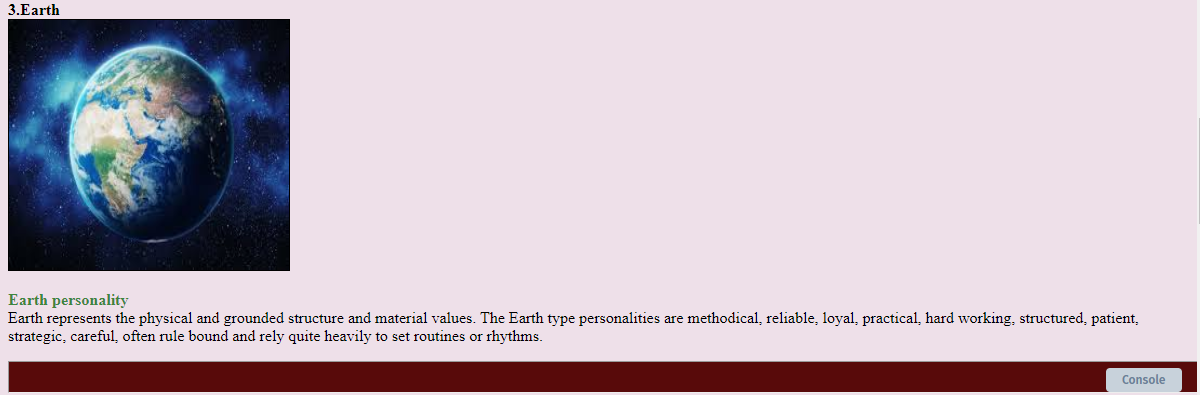 3.Earth
Earth personality
Earth represents the physical and grounded structure and material values. The Earth type personalities are methodical, reliable, loyal, practical, hard working, structured, patient,
strategic, careful, often rule bound and rely quite heavily to set routines or rhythms.
Console